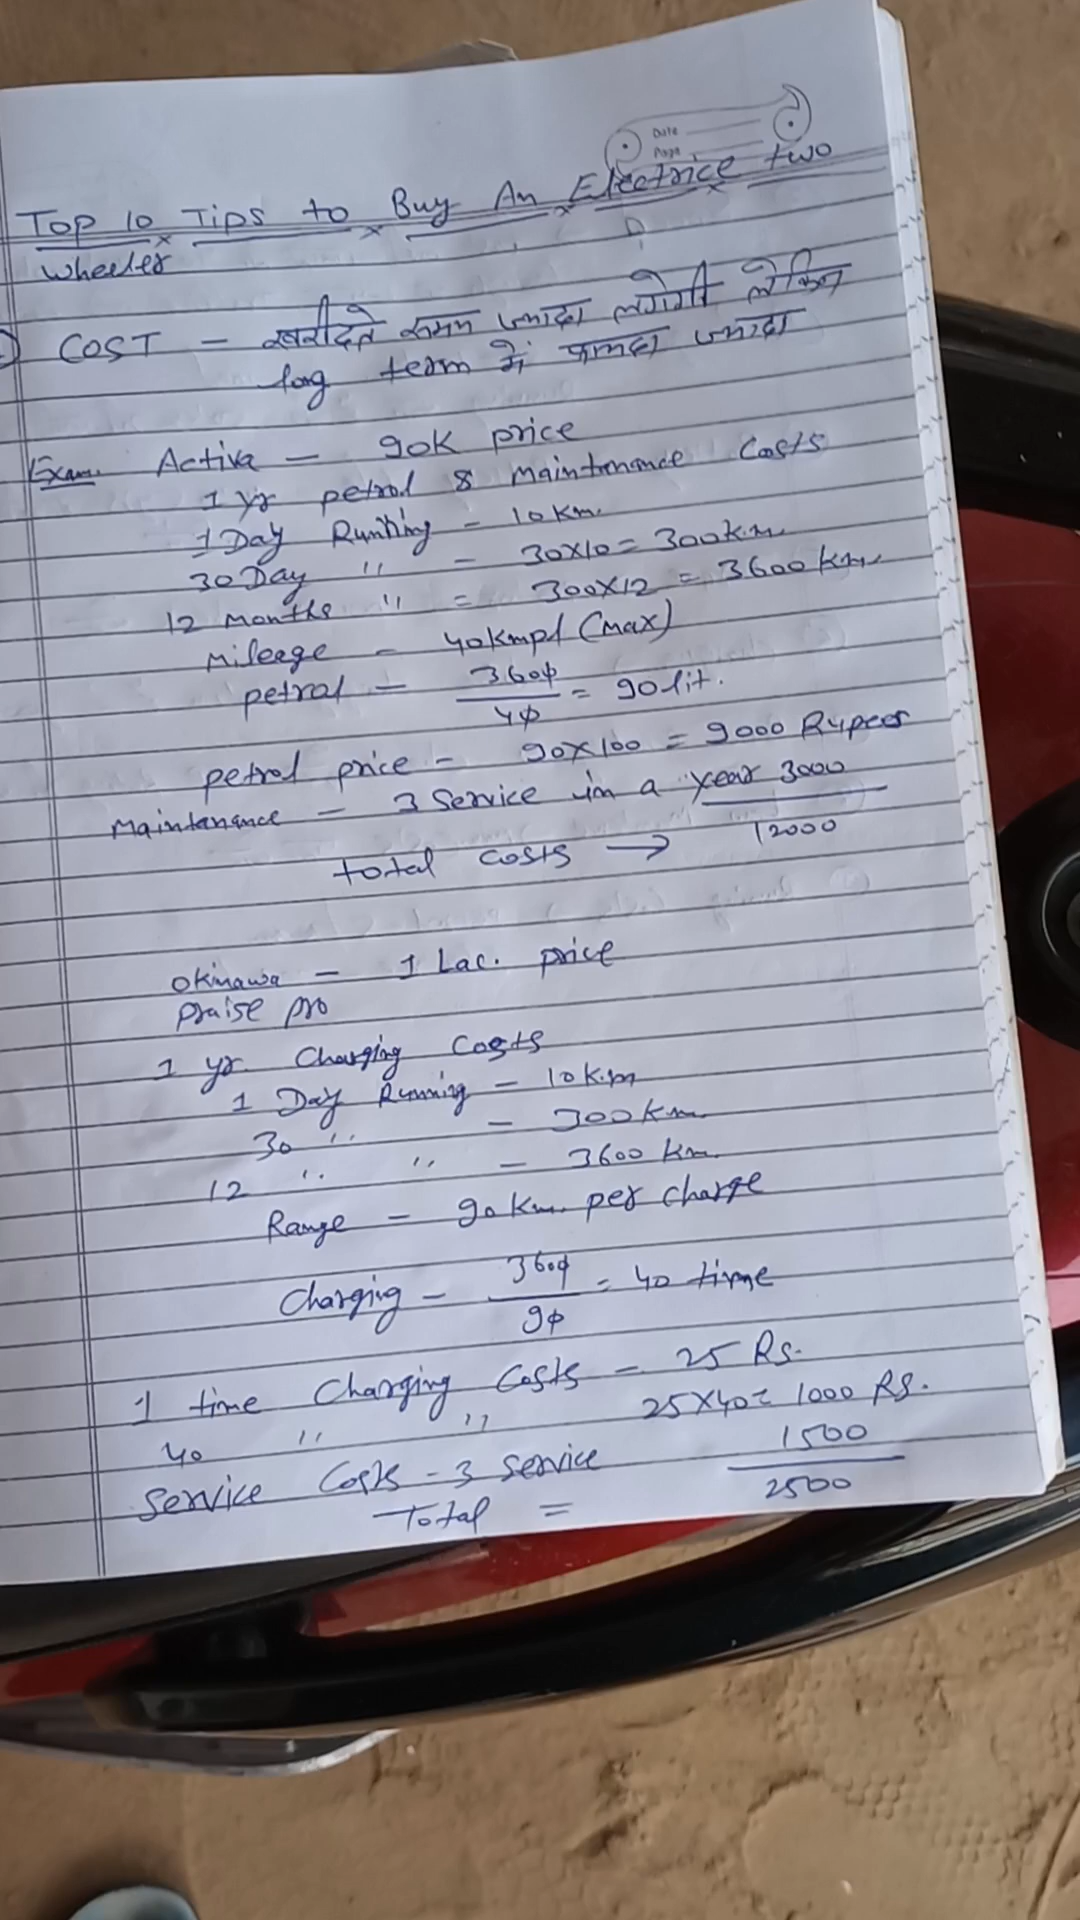 Date
Page
Top 10 Tips to Buy An Electrice two
wheeler
COST - खरीदते समय ज्यादा लगेगी लेकिन
long term में फायदा ज्यादा
Exam. Activa - 90K price
1 yr petrol & Maintenance Costs
1 Day Running - 10 Km.
30 Day " - 30X10 = 300 K.m.
12 Months " = 300X12 = 3600 Km.
Mileage - 40 Kmpl (Max)
petrol - 3600/40 = 90 lit.
petrol price - 90X100 = 9000 Rupees
Maintanance - 3 Service in a year 3000
total costs → 12000
Okinawa - 1 Lac. price
praise pro
1 yr. Charging Costs
1 Day Running - 10 K.m
30 " " - 300 Km.
12 " " - 3600 Km.
Range - 90 Km. per charge
Charging - 3600/90 = 40 time
1 time Charging Costs - 25 Rs.
40 " " 25X40= 1000 RS.
Service Costs - 3 service 1500
Total = 2500